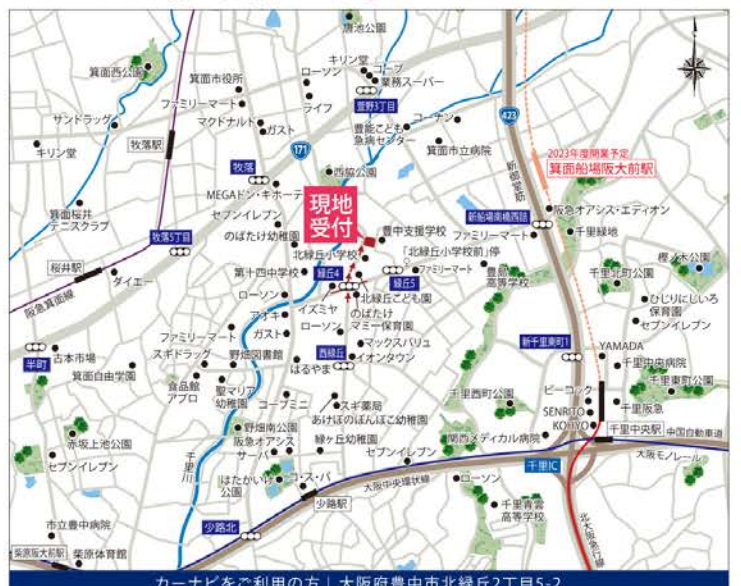 唐池公園
キリン堂
コープ
業務スーパー
ローソン
箕面市役所
箕面西公園
ファミリーマート
ライフ
萱野3丁目
マクドナルド
ガスト
サンドラッグ
豊能こども
急病センター
コーナン
423
キリン堂
牧落駅
171
箕面市立病院
新御堂筋
2023年度開業予定
箕面船場阪大前駅
牧落
西脇公園
MEGAドン・キホーテ
現地
受付
箕面桜井
テニスクラブ
セブンイレブン
のばたけ幼稚園
新船場南橋西詰
阪急オアシス・エディオン
ファミリーマート
千里緑地
牧落5丁目
豊中支援学校
北緑丘小学校
「北緑丘小学校前」停
樫ノ木公園
桜井駅
ダイエー
第十四中学校
緑丘4
緑丘5
ファミリーマート
豊島
高等学校
千里北町公園
阪急箕面線
ローソン
イズミヤ
北緑丘こども園
ひじりにじいろ
保育園
アオキ
のばたけ
マミー保育園
セブンイレブン
ファミリーマート
ガスト
ローソン
マックスバリュ
新千里東町1
YAMADA
半町
古本市場
スギドラッグ
野畑図書館
西緑丘
イオンタウン
千里中央病院
箕面自由学園
はるやま
千里東町公園
食品館
アプロ
聖マリア
幼稚園
コープミニ
スギ薬局
あけぼのぽんぽこ幼稚園
千里西町公園
ピーコック
SENRITO
KOHYO
千里阪急
野畑南公園
赤坂上池公園
阪急オアシス
緑ヶ丘幼稚園
関西メディカル病院
千里中央駅
中国自動車道
セブンイレブン
サーバ
セブンイレブン
大阪モノレール
千里川
はたかいけ
公園
コ・ス・パ
千里IC
大阪中央環状線
ローソン
少路駅
千里青雲
高等学校
市立豊中病院
少路北
北大阪急行線
柴原阪大前駅
柴原体育館
カーナビをご利用の方｜大阪府豊中市北緑丘2丁目5-2